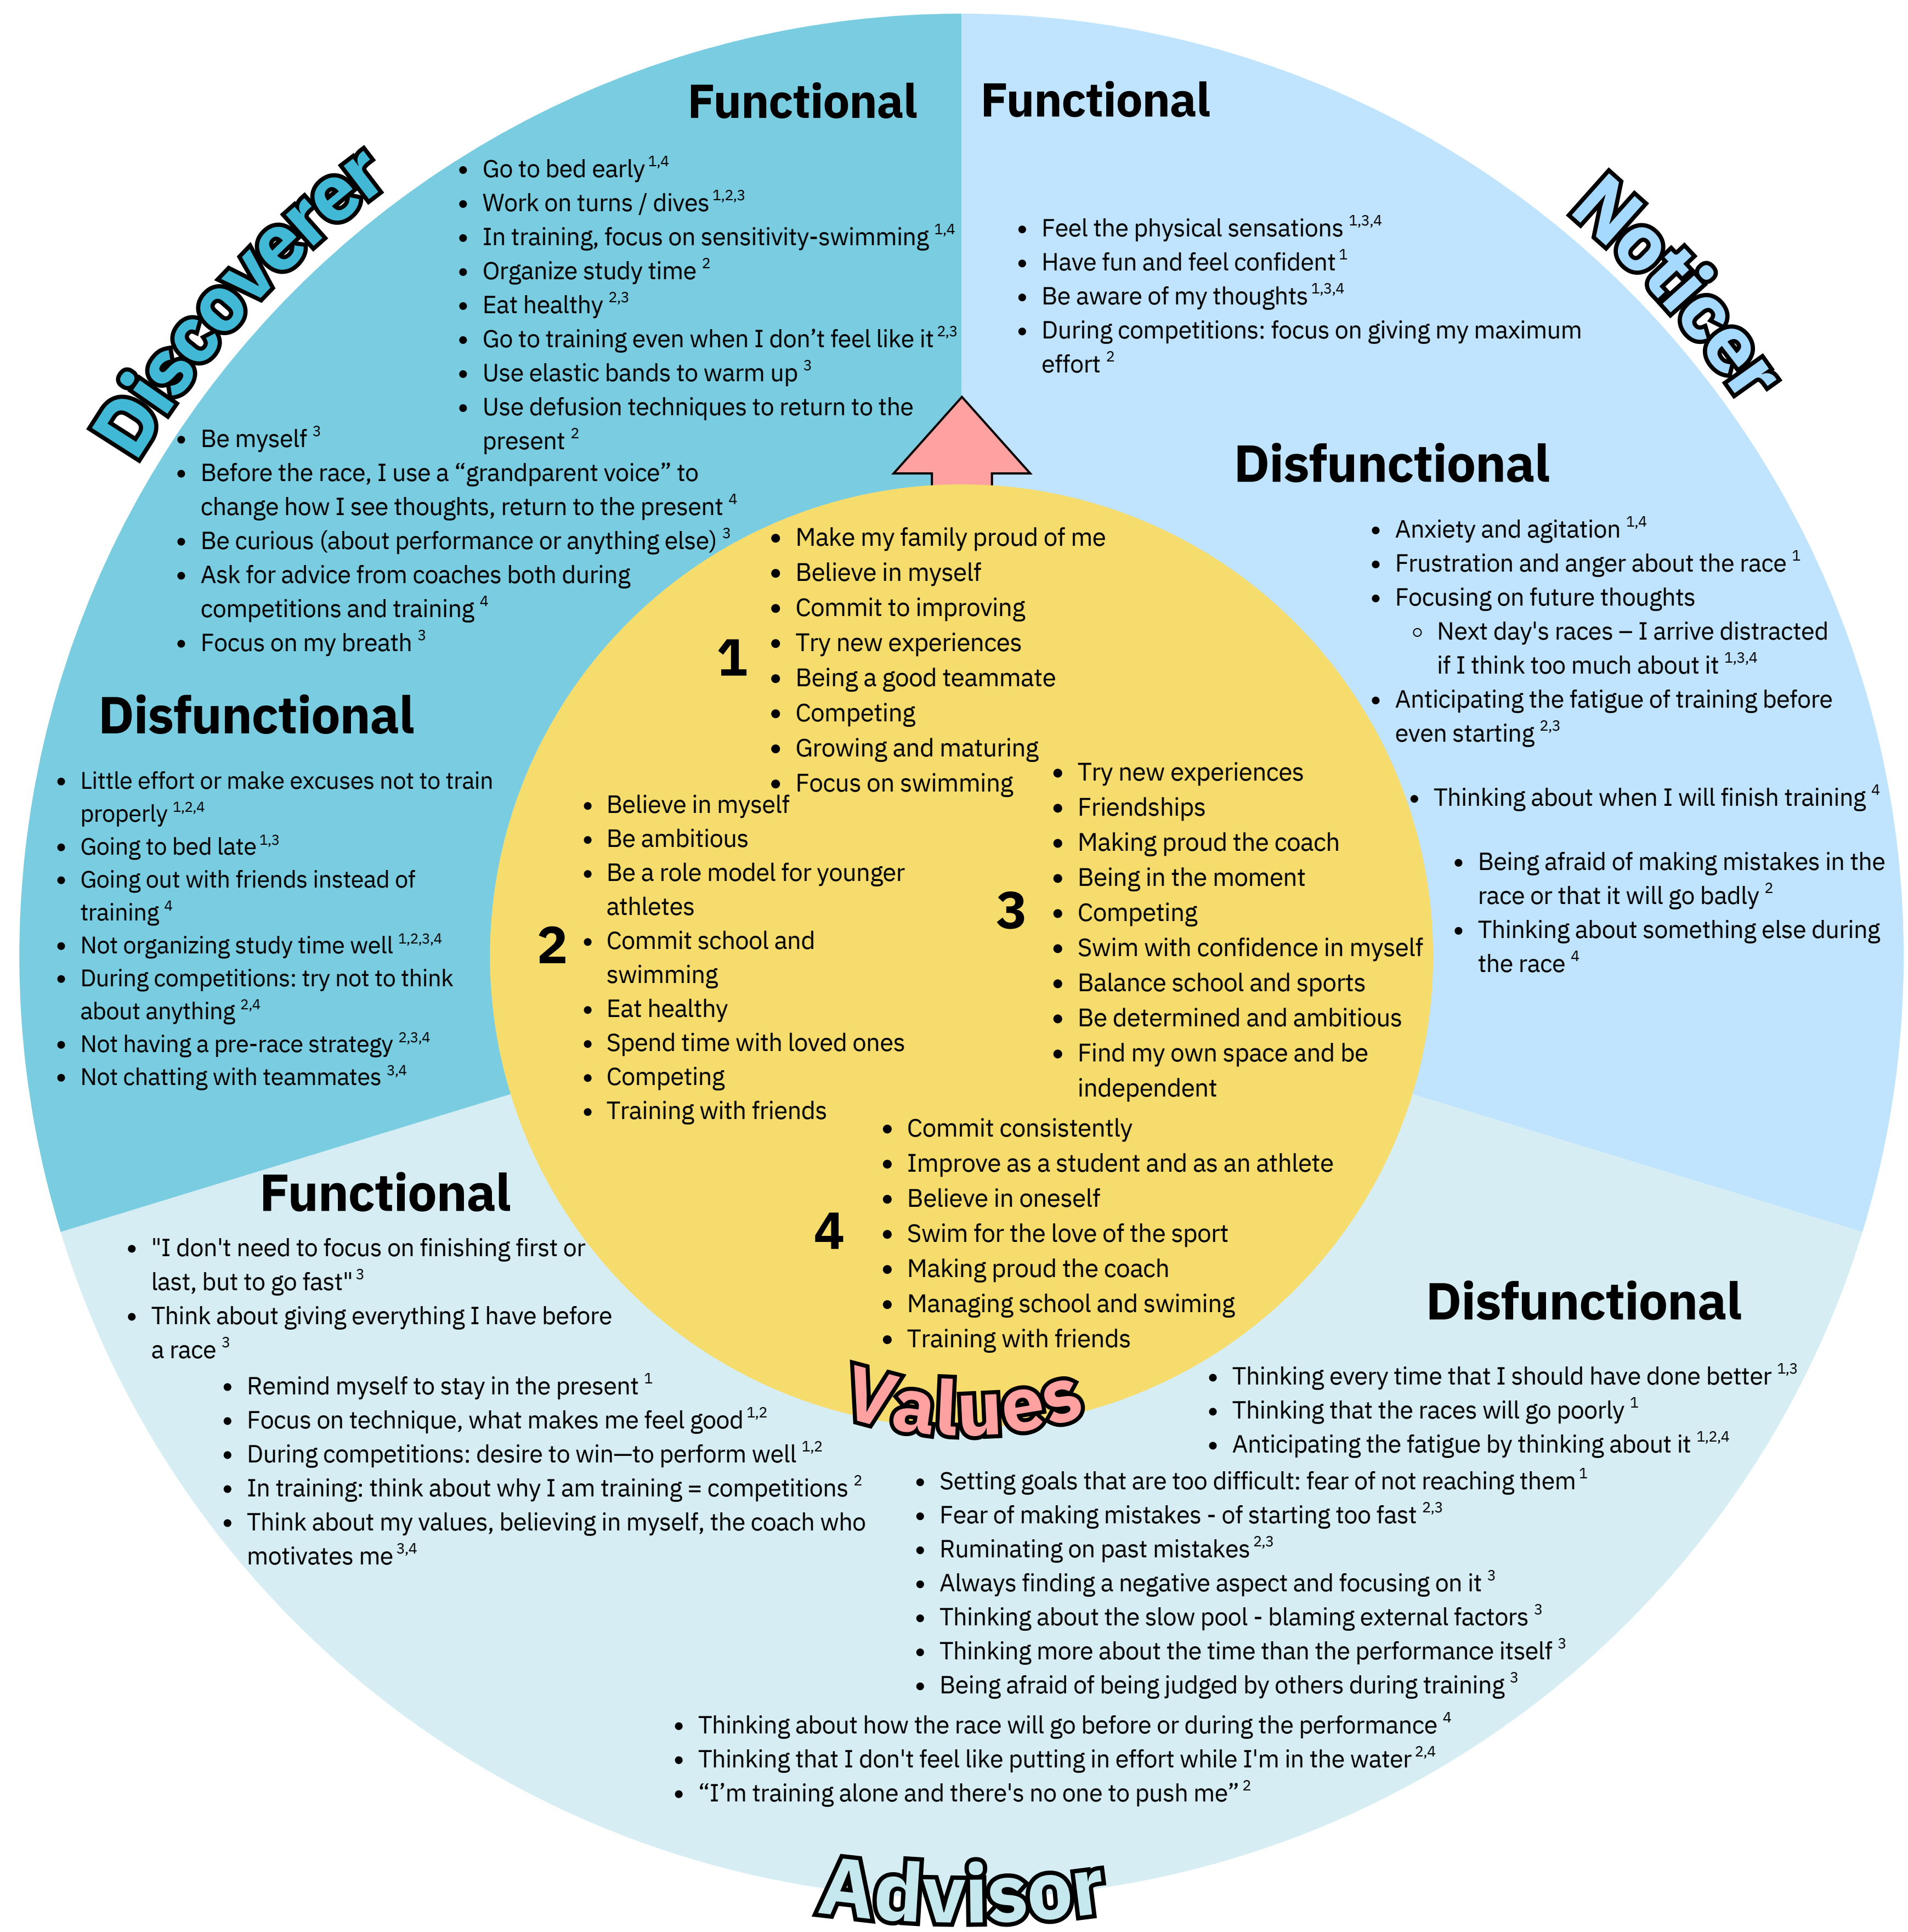 Discoverer
Functional
• Go to bed early 1,4
• Work on turns / dives 1,2,3
• In training, focus on sensitivity-swimming 1,4
• Organize study time 2
• Eat healthy 2,3
• Go to training even when I don’t feel like it 2,3
• Use elastic bands to warm up 3
• Use defusion techniques to return to the
present 2
• Be myself 3
• Before the race, I use a “grandparent voice” to
change how I see thoughts, return to the present 4
• Be curious (about performance or anything else) 3
• Ask for advice from coaches both during
competitions and training 4
• Focus on my breath 3
Disfunctional
• Little effort or make excuses not to train
properly 1,2,4
• Going to bed late 1,3
• Going out with friends instead of
training 4
• Not organizing study time well 1,2,3,4
• During competitions: try not to think
about anything 2,4
• Not having a pre-race strategy 2,3,4
• Not chatting with teammates 3,4
Noticer
Functional
• Feel the physical sensations 1,3,4
• Have fun and feel confident 1
• Be aware of my thoughts 1,3,4
• During competitions: focus on giving my maximum
effort 2
Disfunctional
• Anxiety and agitation 1,4
• Frustration and anger about the race 1
• Focusing on future thoughts
◦ Next day's races – I arrive distracted
if I think too much about it 1,3,4
• Anticipating the fatigue of training before
even starting 2,3
• Thinking about when I will finish training 4
• Being afraid of making mistakes in the
race or that it will go badly 2
• Thinking about something else during
the race 4
1
• Make my family proud of me
• Believe in myself
• Commit to improving
• Try new experiences
• Being a good teammate
• Competing
• Growing and maturing
• Focus on swimming
2
• Believe in myself
• Be ambitious
• Be a role model for younger
athletes
• Commit school and
swimming
• Eat healthy
• Spend time with loved ones
• Competing
• Training with friends
3
• Try new experiences
• Friendships
• Making proud the coach
• Being in the moment
• Competing
• Swim with confidence in myself
• Balance school and sports
• Be determined and ambitious
• Find my own space and be
independent
4
• Commit consistently
• Improve as a student and as an athlete
• Believe in oneself
• Swim for the love of the sport
• Making proud the coach
• Managing school and swiming
• Training with friends
Values
Functional
• "I don't need to focus on finishing first or
last, but to go fast" 3
• Think about giving everything I have before
a race 3
• Remind myself to stay in the present 1
• Focus on technique, what makes me feel good 1,2
• During competitions: desire to win—to perform well 1,2
• In training: think about why I am training = competitions 2
• Think about my values, believing in myself, the coach who
motivates me 3,4
Disfunctional
• Thinking every time that I should have done better 1,3
• Thinking that the races will go poorly 1
• Anticipating the fatigue by thinking about it 1,2,4
• Setting goals that are too difficult: fear of not reaching them 1
• Fear of making mistakes - of starting too fast 2,3
• Ruminating on past mistakes 2,3
• Always finding a negative aspect and focusing on it 3
• Thinking about the slow pool - blaming external factors 3
• Thinking more about the time than the performance itself 3
• Being afraid of being judged by others during training 3
• Thinking about how the race will go before or during the performance 4
• Thinking that I don't feel like putting in effort while I'm in the water 2,4
• “I’m training alone and there's no one to push me” 2
Advisor